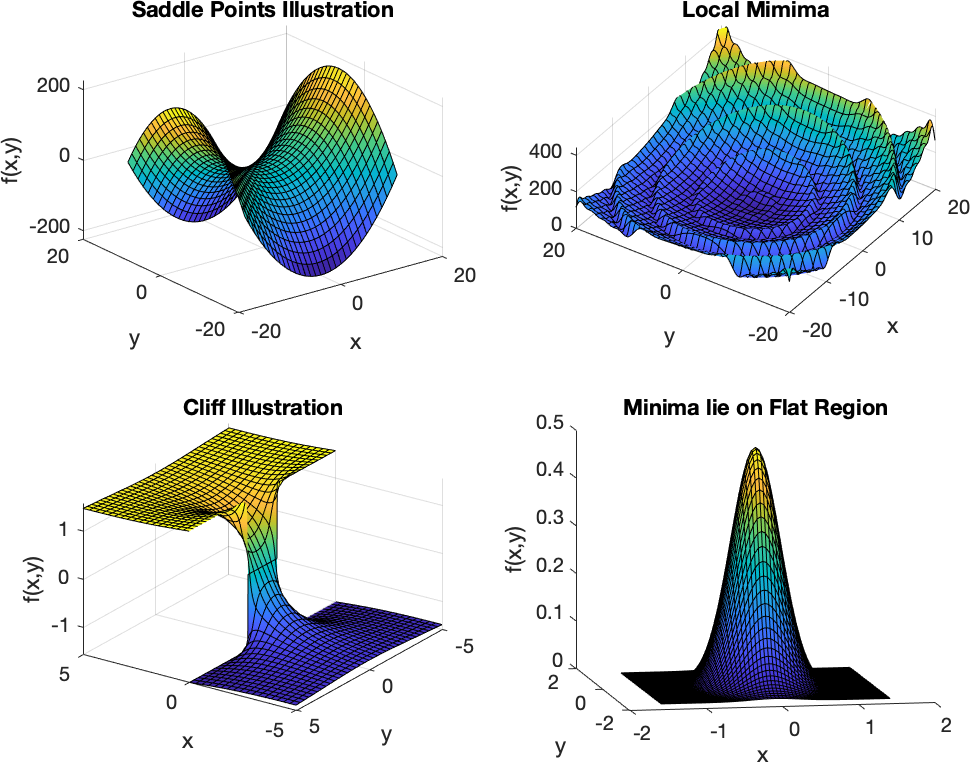 Saddle Points Illustration
200
0
-200
f(x,y)
20
0
-20
y
-20
0
20
x
Local Mimima
400
200
0
f(x,y)
20
0
-20
y
-20
-10
0
10
20
x
Cliff Illustration
1
0
-1
f(x,y)
5
0
-5
x
5
0
-5
y
Minima lie on Flat Region
0.5
0.4
0.3
0.2
0.1
0
f(x,y)
2
0
-2
y
-2
-1
0
1
2
x